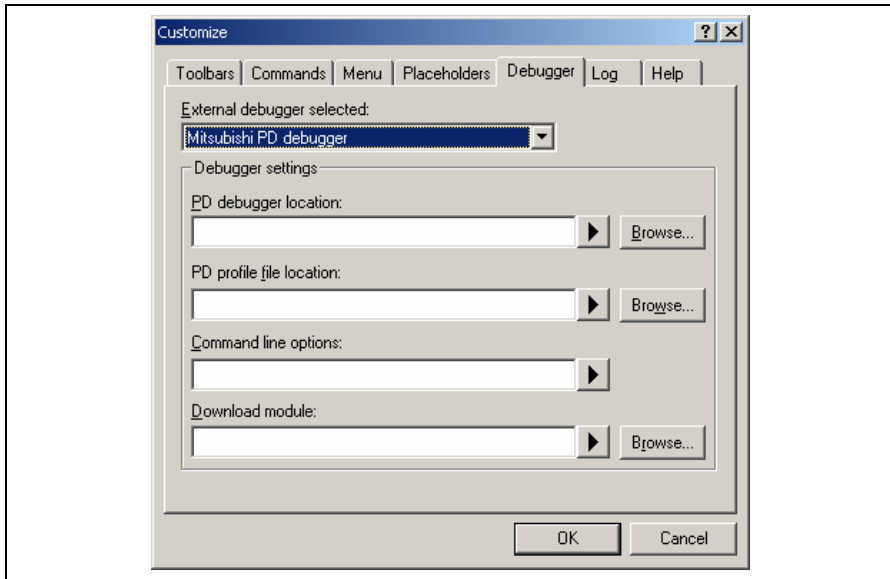 Customize
Toolbars Commands Menu Placeholders Debugger Log Help
External debugger selected:
Mitsubishi PD debugger
Debugger settings
PD debugger location:
Browse...
PD profile file location:
Browse...
Command line options:
Download module:
Browse...
OK Cancel